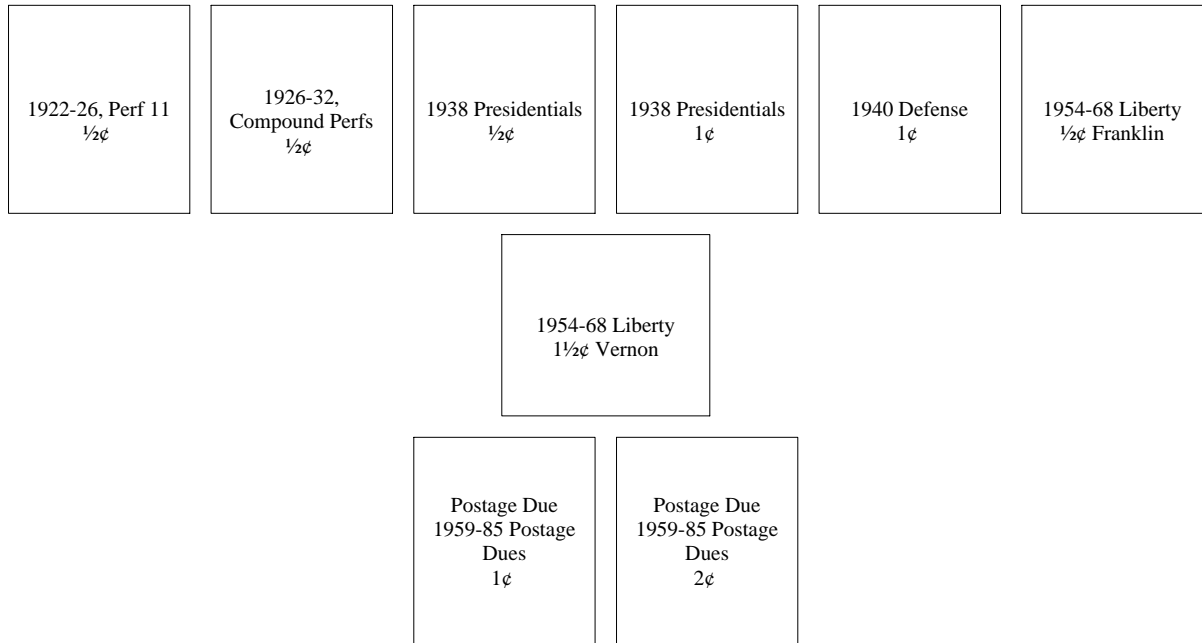 1922-26, Perf 11
½¢
1926-32,
Compound Perfs
½¢
1938 Presidentials
½¢
1938 Presidentials
1¢
1940 Defense
1¢
1954-68 Liberty
½¢ Franklin
1954-68 Liberty
1½¢ Vernon
Postage Due
1959-85 Postage
Dues
1¢
Postage Due
1959-85 Postage
Dues
2¢